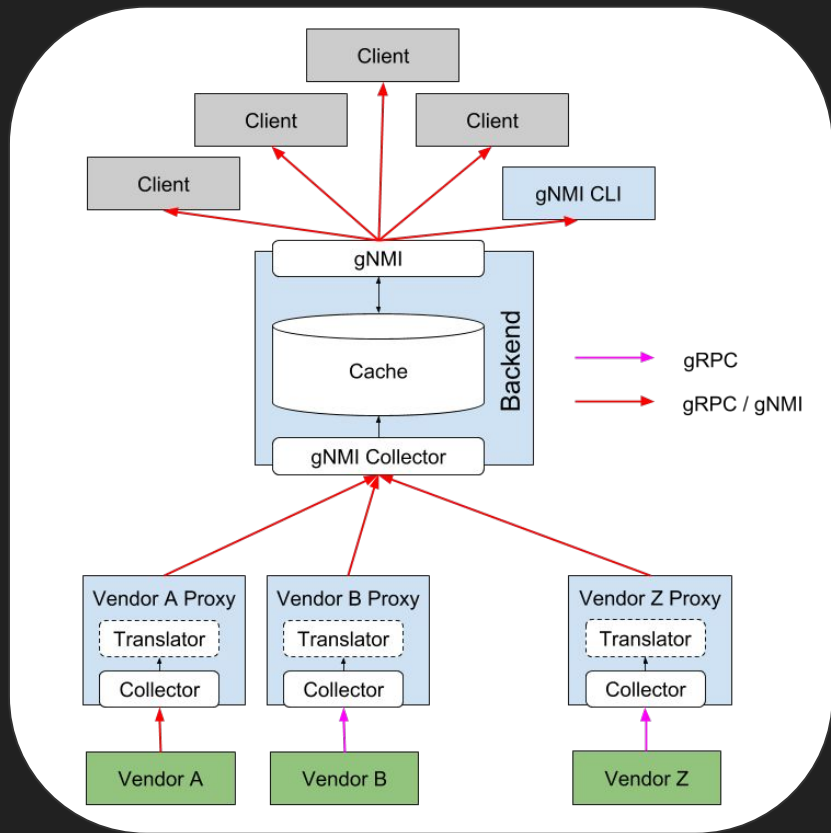 Client
Client
Client
Client
gNMI CLI
gNMI
Cache
Backend
gNMI Collector
gRPC
gRPC / gNMI
Vendor A Proxy
Translator
Collector
Vendor B Proxy
Translator
Collector
Vendor Z Proxy
Translator
Collector
Vendor A
Vendor B
Vendor Z